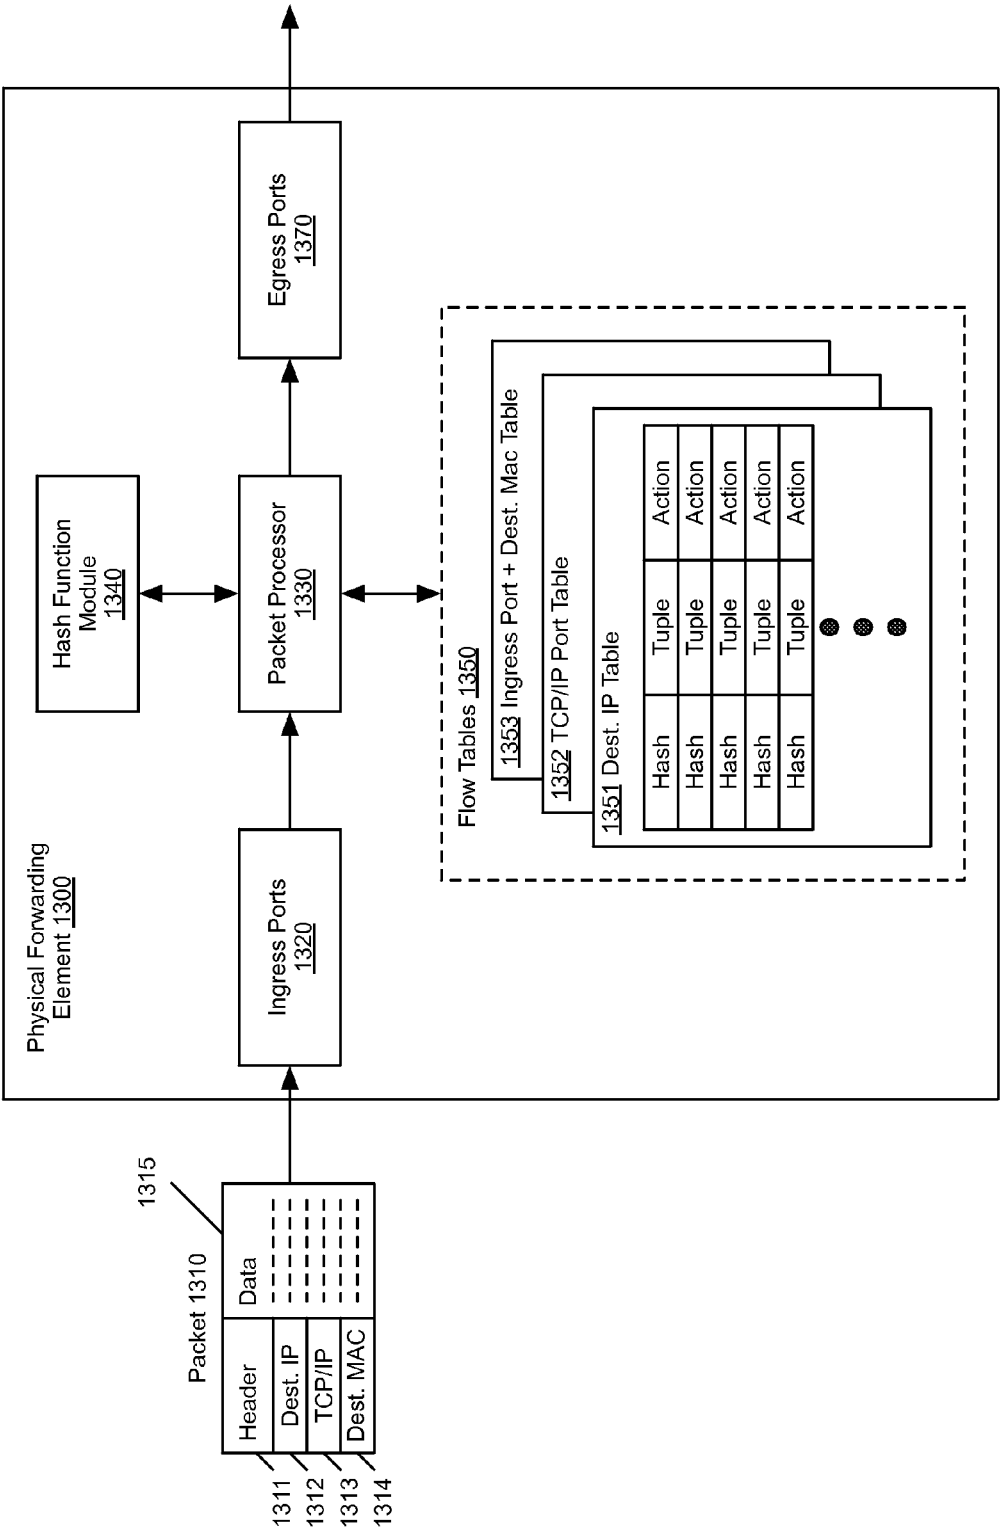 Physical Forwarding
Element 1300
Hash Function
Module
1340
Packet 1310
1315
Header
Data
Dest. IP
TCP/IP
Dest. MAC
1311
1312
1313
1314
Ingress Ports
1320
Packet Processor
1330
Egress Ports
1370
Flow Tables 1350
1353 Ingress Port + Dest. Mac Table
1352 TCP/IP Port Table
1351 Dest. IP Table
Hash Tuple Action
Hash Tuple Action
Hash Tuple Action
Hash Tuple Action
Hash Tuple Action